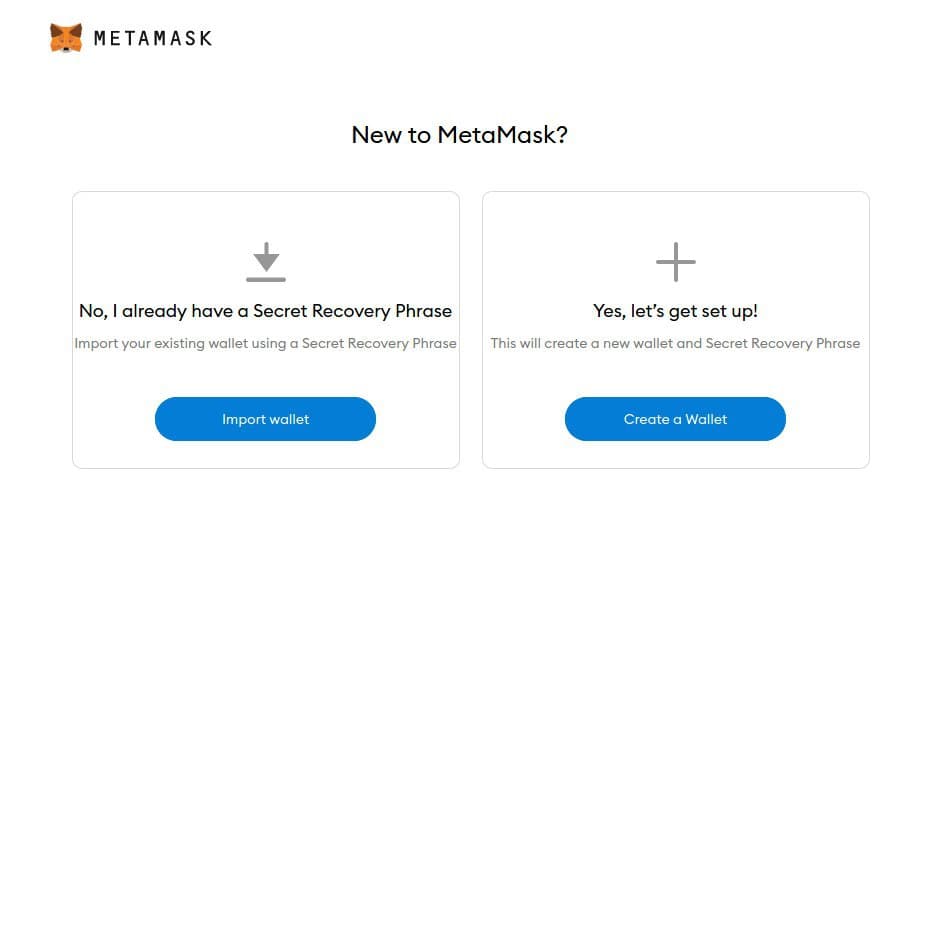 METAMASK
New to MetaMask?
No, I already have a Secret Recovery Phrase
Import your existing wallet using a Secret Recovery Phrase
Import wallet
Yes, let’s get set up!
This will create a new wallet and Secret Recovery Phrase
Create a Wallet